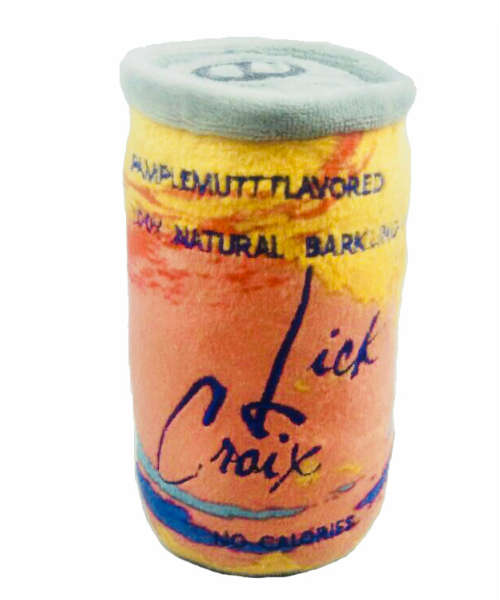 PAMPLEMUTT FLAVORED
100% NATURAL BARKLING
Lick
Croix
NO CALORIES